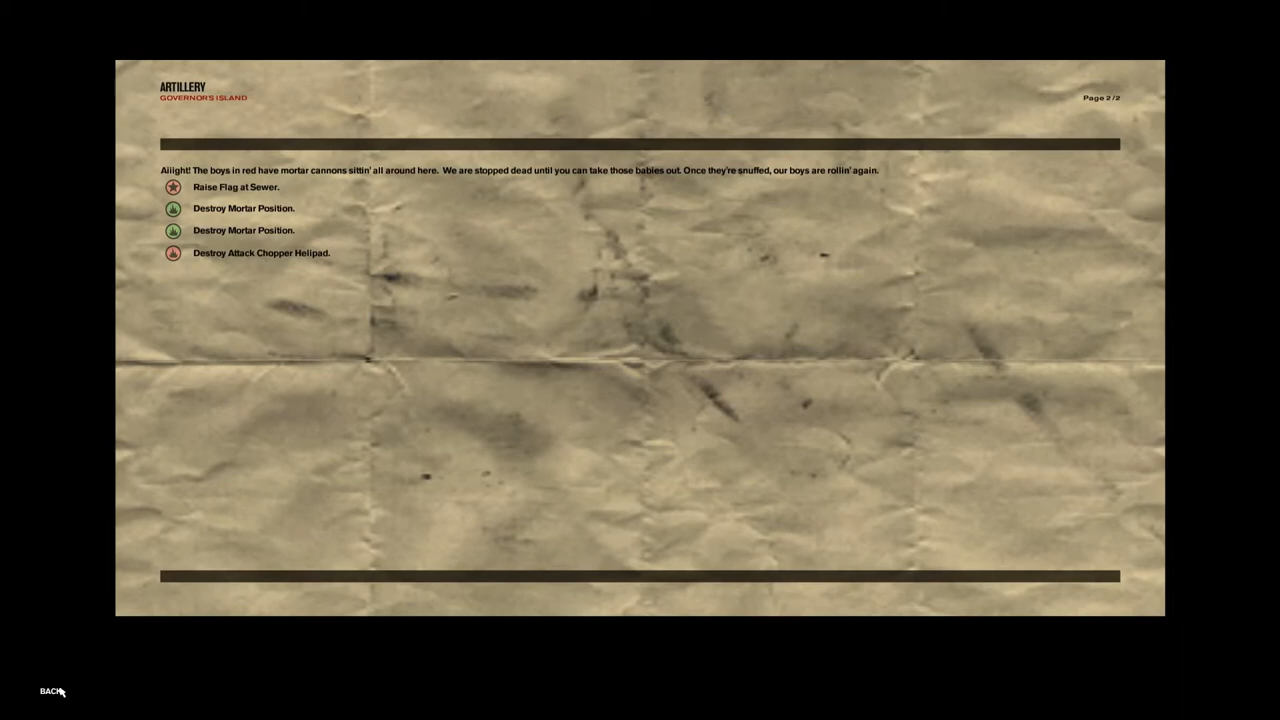 ARTILLERY
GOVERNOR'S ISLAND
Page 2/2
Aiiight! The boys in red have mortar cannons sittin' all around here.  We are stopped dead until you can take those babies out. Once they're snuffed, our boys are rollin' again.
Raise Flag at Sewer.
Destroy Mortar Position.
Destroy Mortar Position.
Destroy Attack Chopper Helipad.
BACK